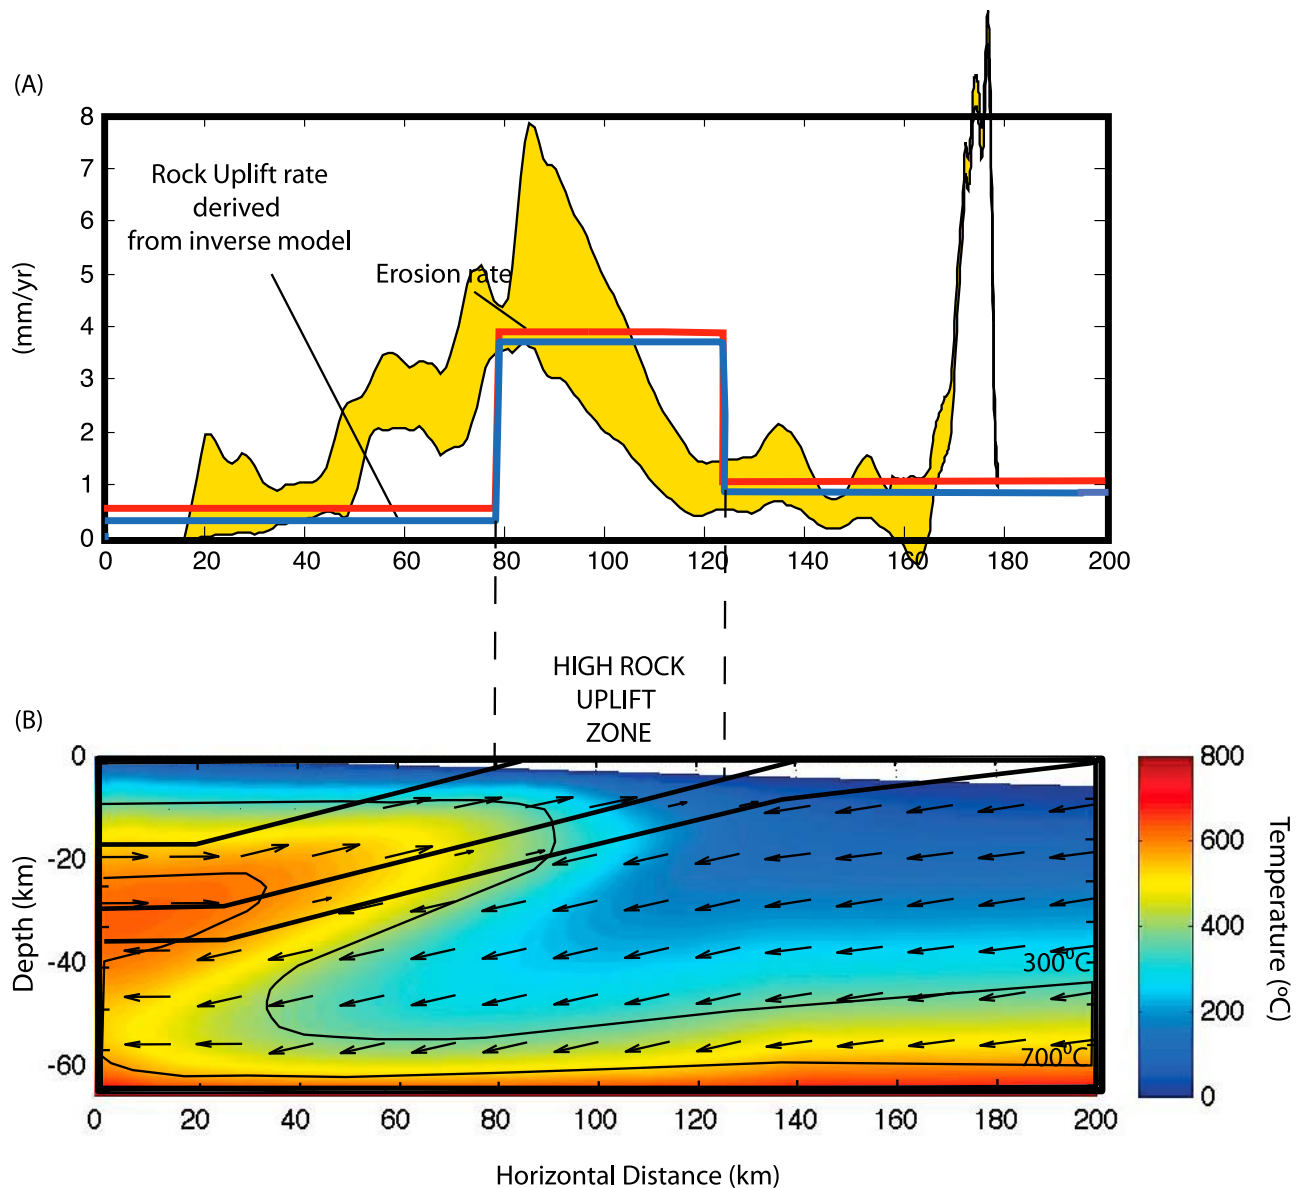 (A)
8
7
6
5
4
3
2
1
0
(mm/yr)
Rock Uplift rate
derived
from inverse model
Erosion rate
0 20 40 60 80 100 120 140 160 180 200
HIGH ROCK
UPLIFT
ZONE
(B)
0
-20
-40
-60
Depth (km)
300⁰C
700⁰C
0 20 40 60 80 100 120 140 160 180 200
Horizontal Distance (km)
800
600
400
200
0
Temperature (⁰C)